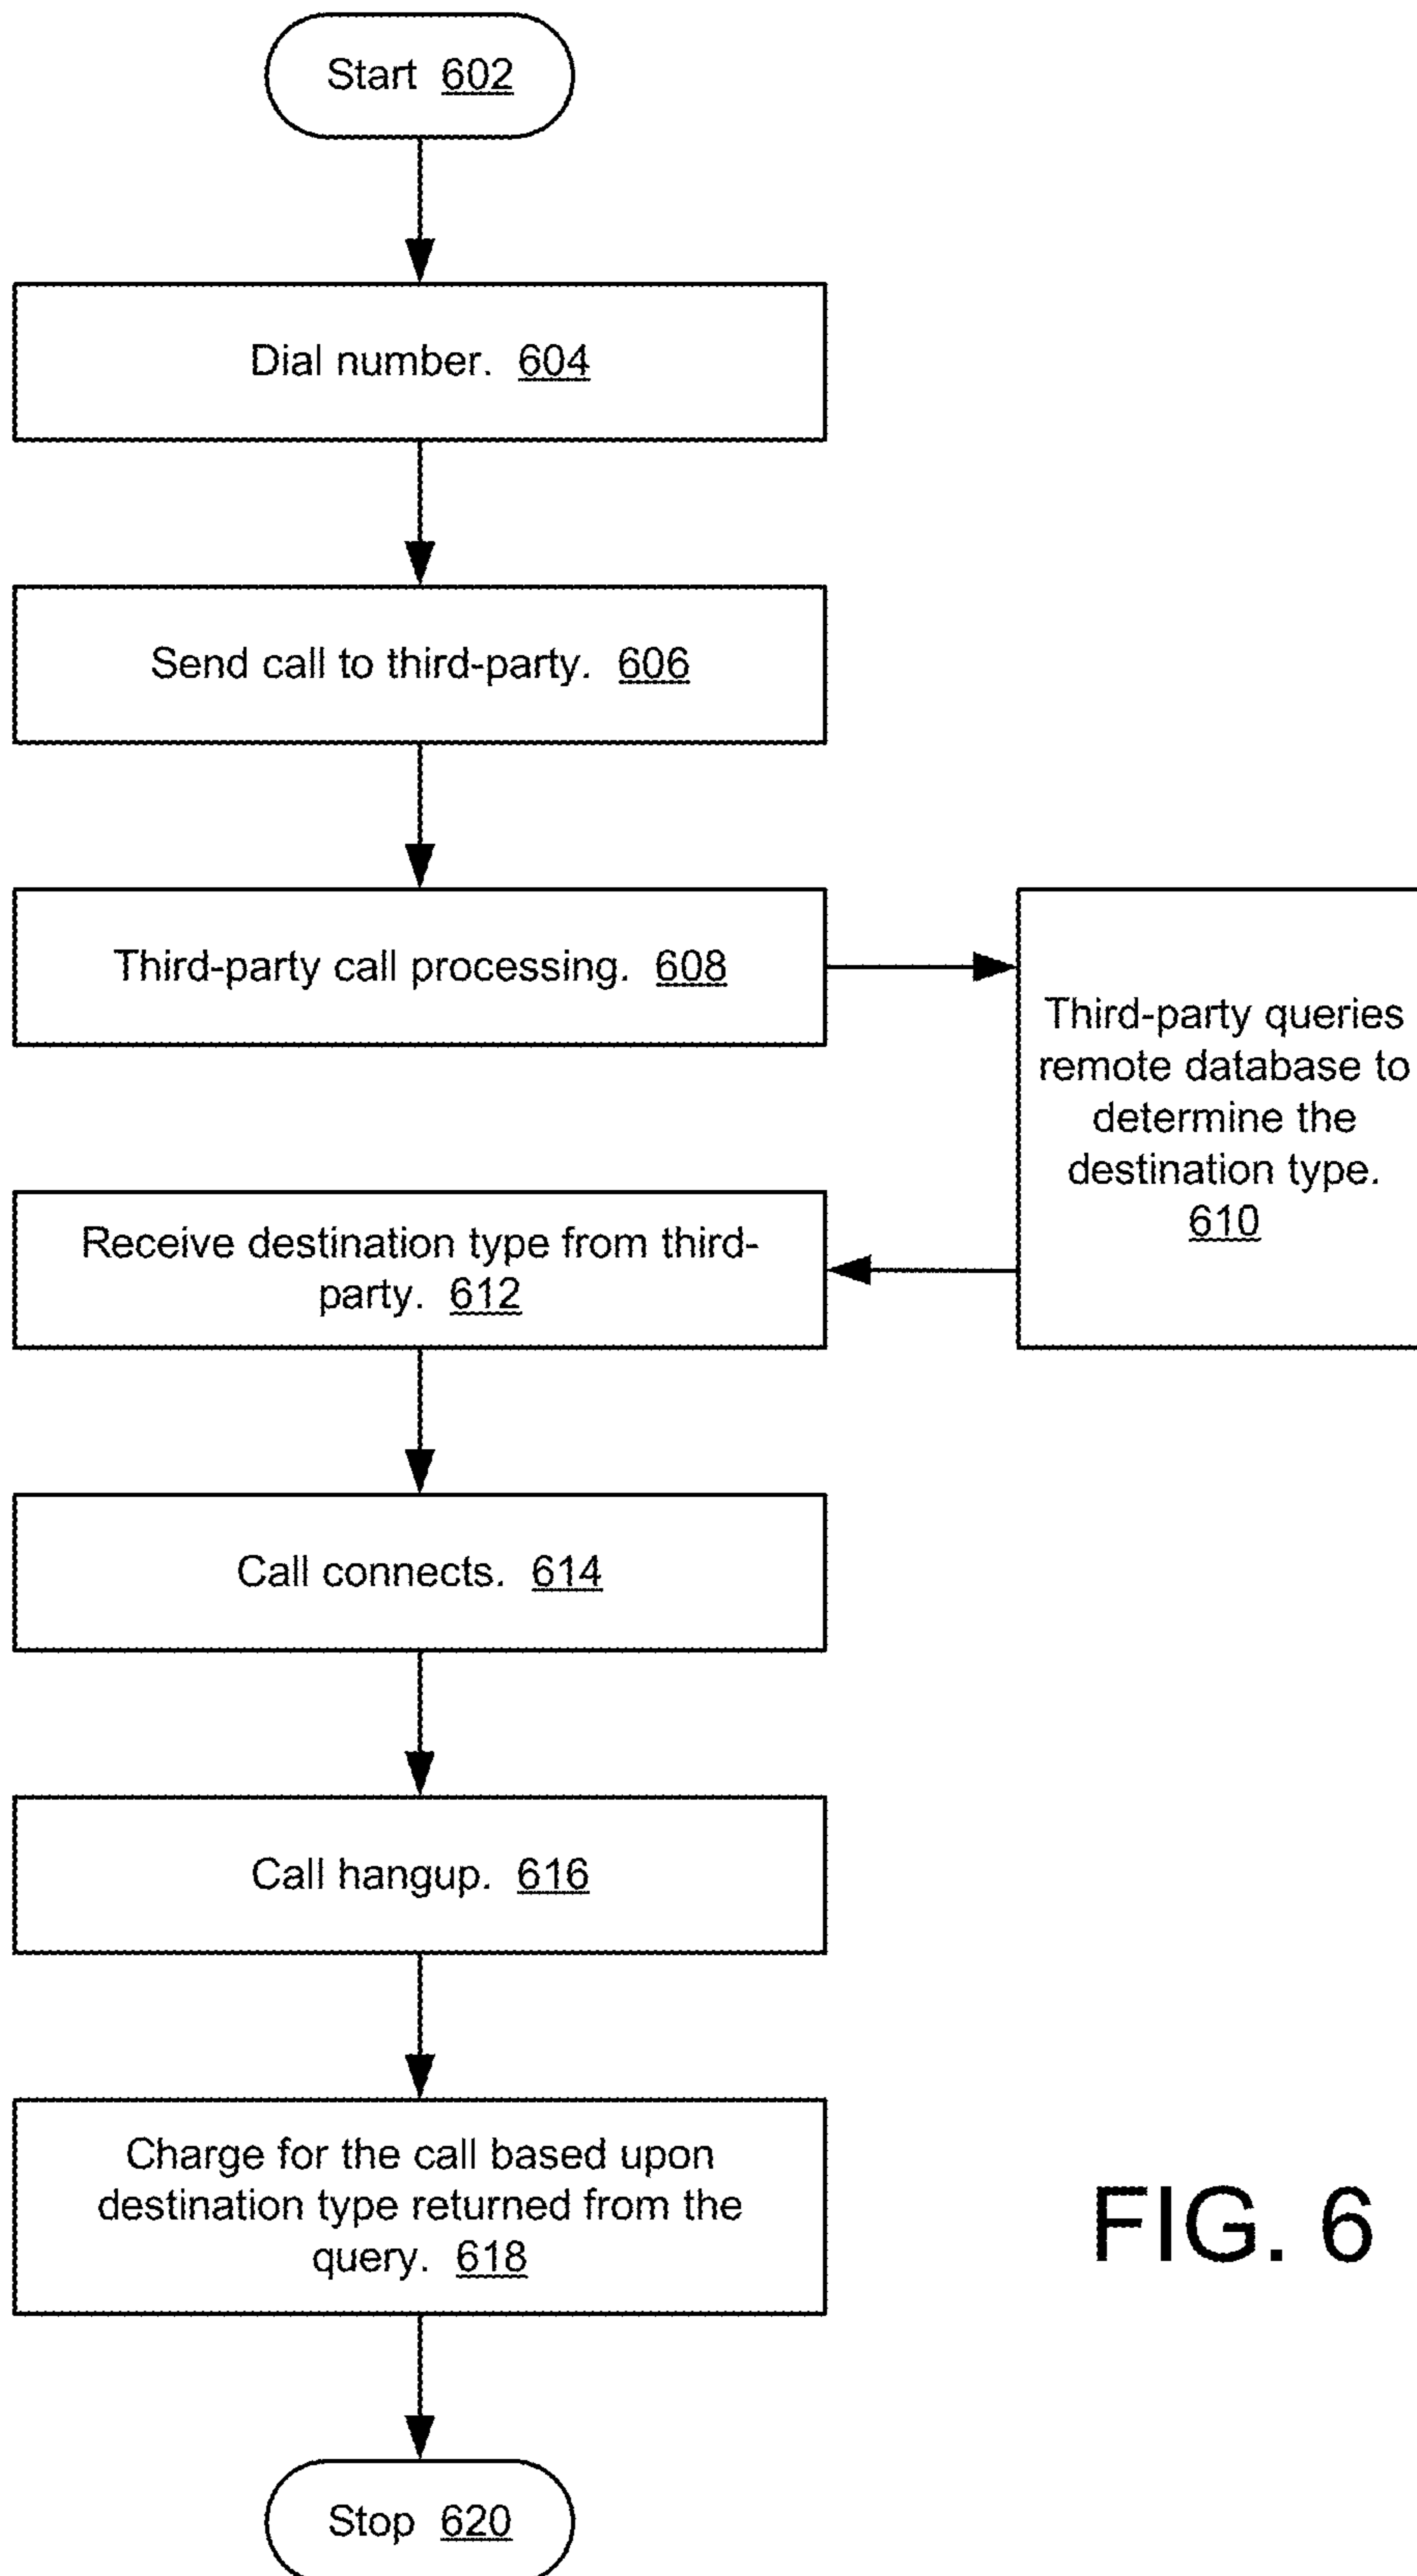 Start 602
Dial number. 604
Send call to third-party. 606
Third-party call processing. 608
Third-party queries
remote database to
determine the
destination type.
610
Receive destination type from third-
party. 612
Call connects. 614
Call hangup. 616
Charge for the call based upon
destination type returned from the
query. 618
FIG. 6
Stop 620